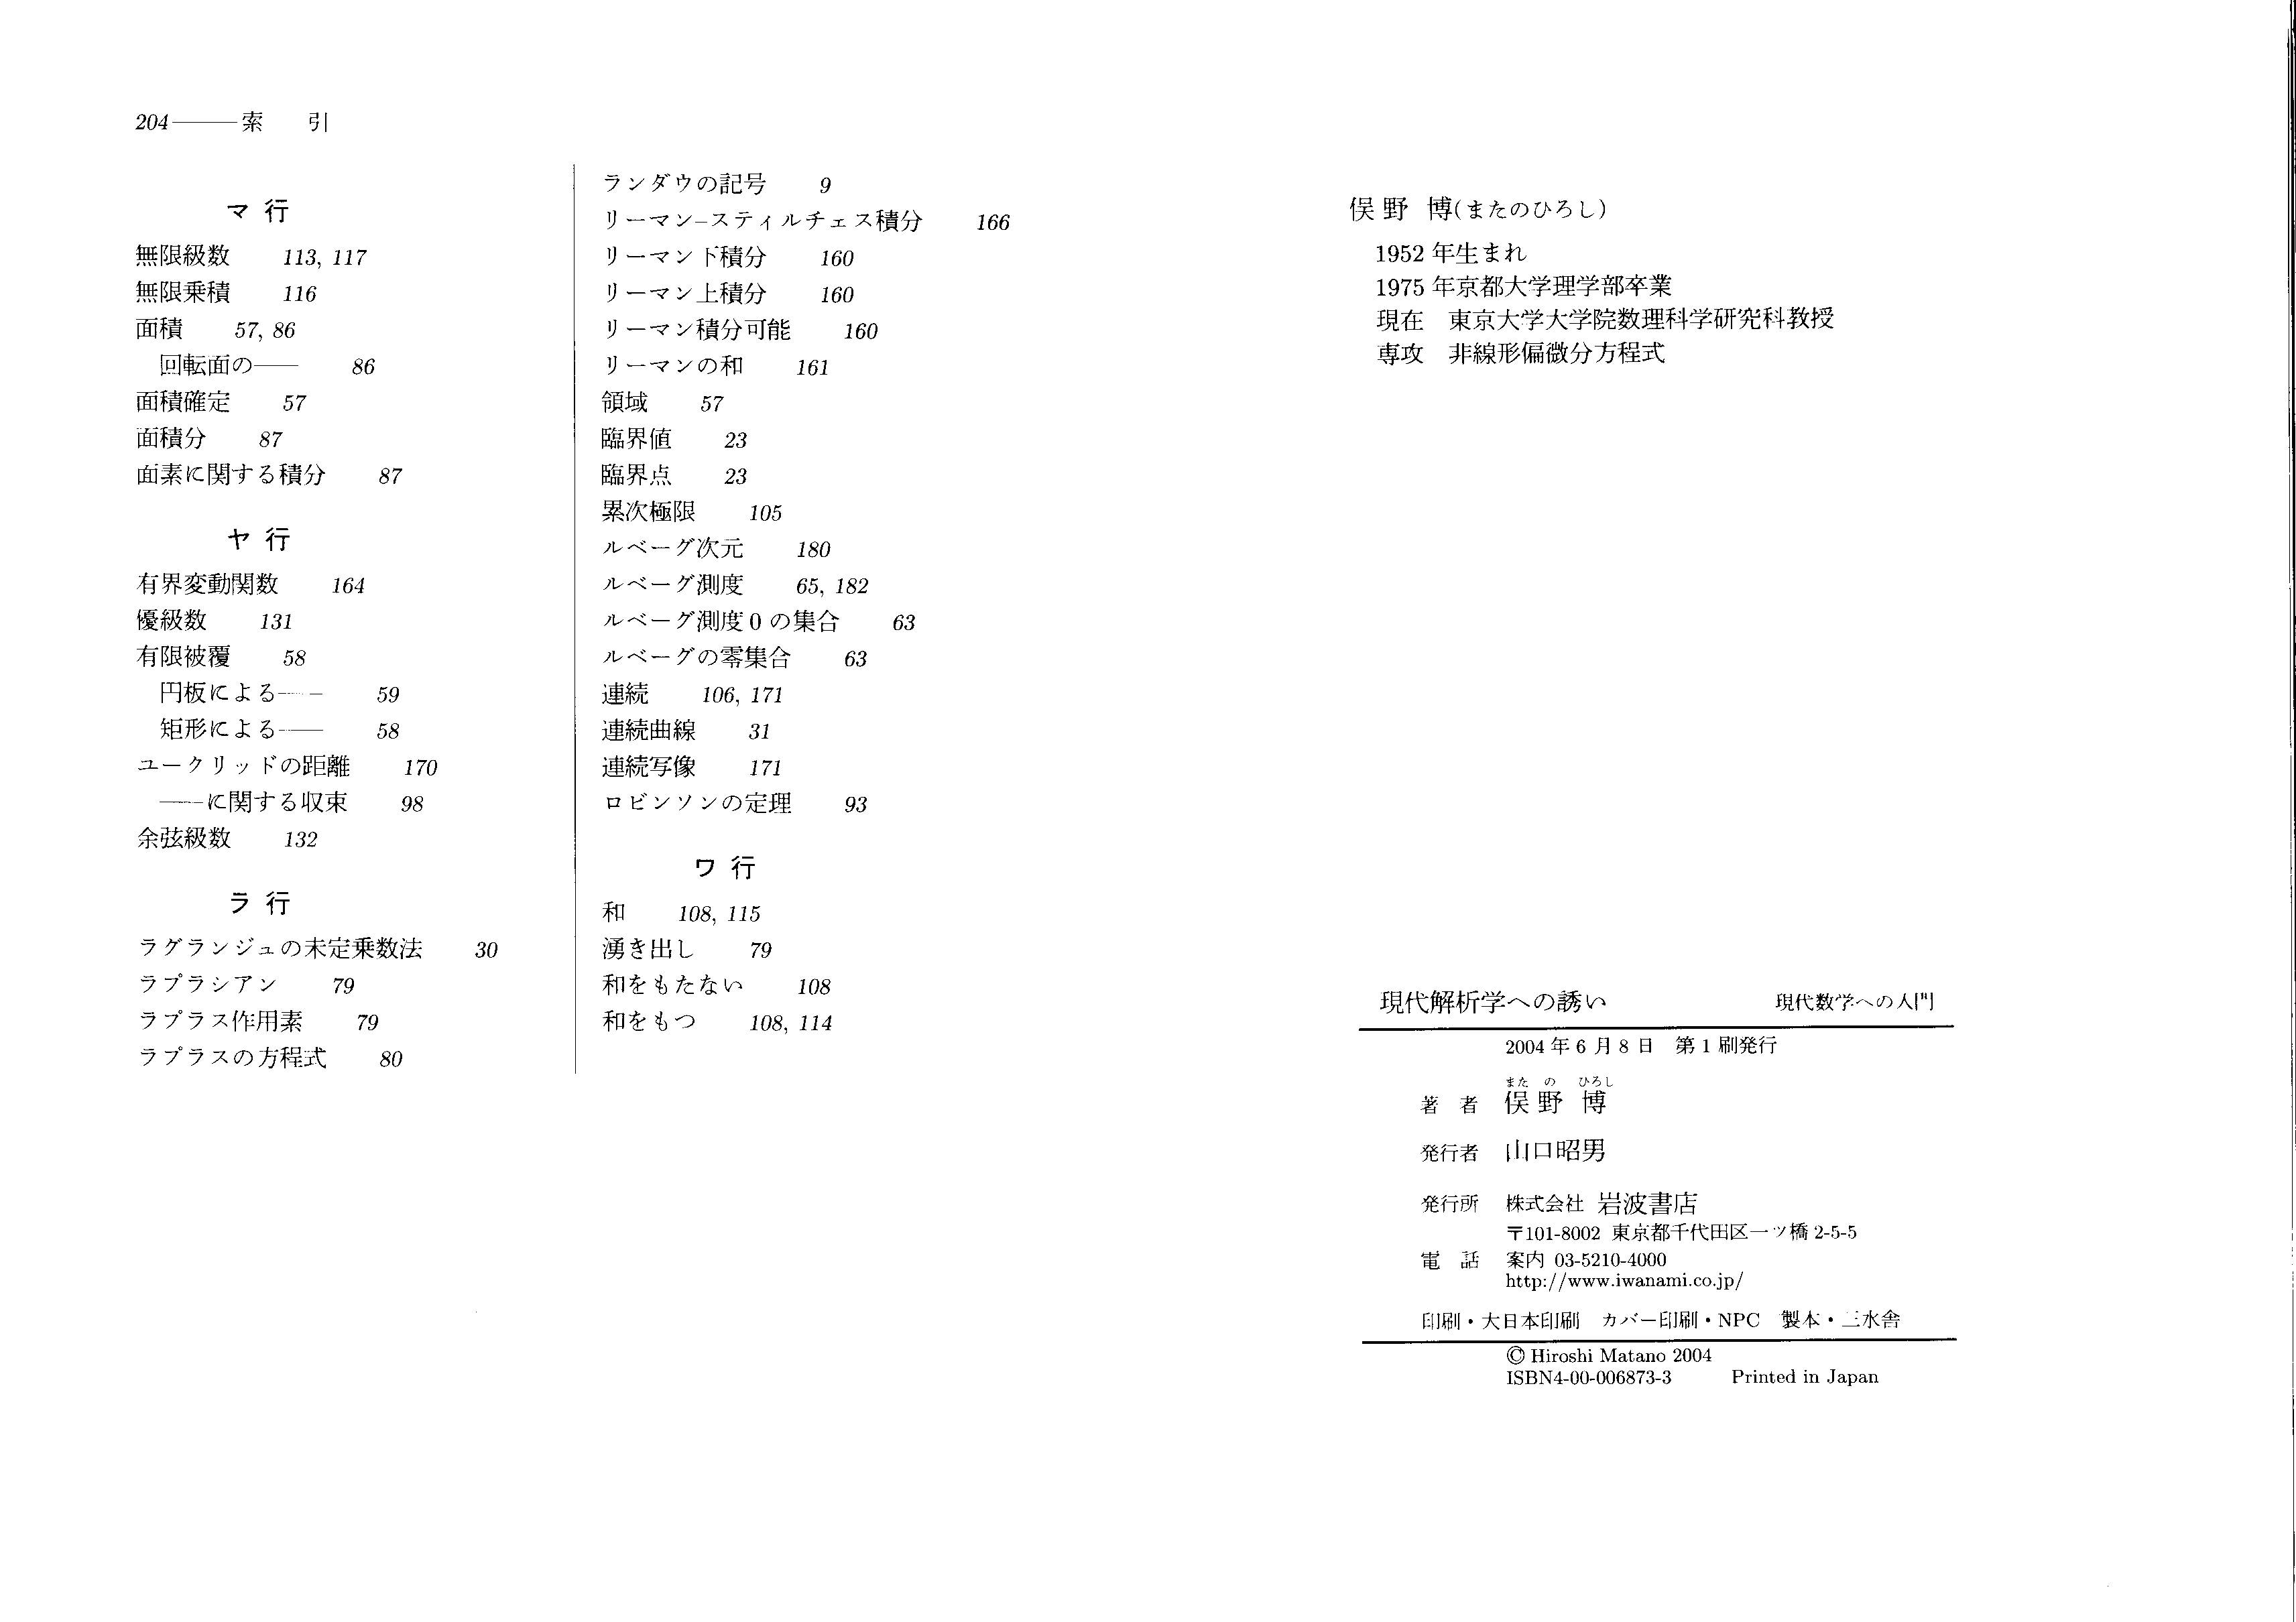 204———索　引
マ 行
無限級数　113, 117
無限乗積　116
面積　57, 86
回転面の——　86
面積確定　57
面積分　87
面素に関する積分　87
ヤ 行
有界変動関数　164
優級数　131
有限被覆　58
円板による——　59
矩形による——　58
ユークリッドの距離　170
——に関する収束　98
余弦級数　132
ラ 行
ラグランジュの未定乗数法　30
ラプラシアン　79
ラプラス作用素　79
ラプラスの方程式　80
ランダウの記号　9
リーマン–スティルチェス積分　166
リーマン下積分　160
リーマン上積分　160
リーマン積分可能　160
リーマンの和　161
領域　57
臨界値　23
臨界点　23
累次極限　105
ルベーグ次元　180
ルベーグ測度　65, 182
ルベーグ測度 0 の集合　63
ルベーグの零集合　63
連続　106, 171
連続曲線　31
連続写像　171
ロビンソンの定理　93
ワ 行
和　108, 115
湧き出し　79
和をもたない　108
和をもつ　108, 114
俣野 博(またのひろし)
1952 年生まれ
1975 年京都大学理学部卒業
現在　東京大学大学院数理科学研究科教授
専攻　非線形偏微分方程式
現代解析学への誘い　現代数学への入門
2004 年 6 月 8 日　第 1 刷発行
また の ひろし
著 者　俣野 博
発行者　山口昭男
発行所　株式会社 岩波書店
〒101-8002 東京都千代田区一ツ橋 2-5-5
電 話　案内 03-5210-4000
http://www.iwanami.co.jp/
印刷・大日本印刷　カバー印刷・NPC　製本・三水舎
© Hiroshi Matano 2004
ISBN4-00-006873-3　Printed in Japan